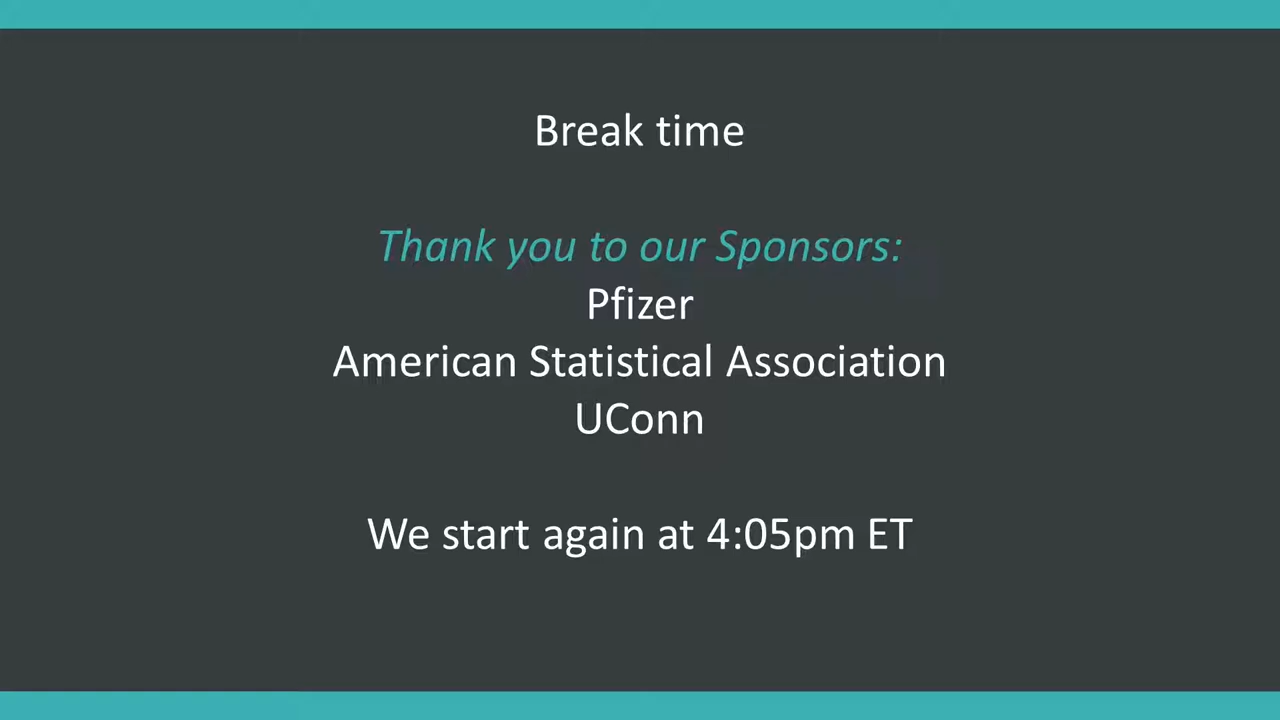 Break time
Thank you to our Sponsors:
Pfizer
American Statistical Association
UConn
We start again at 4:05pm ET